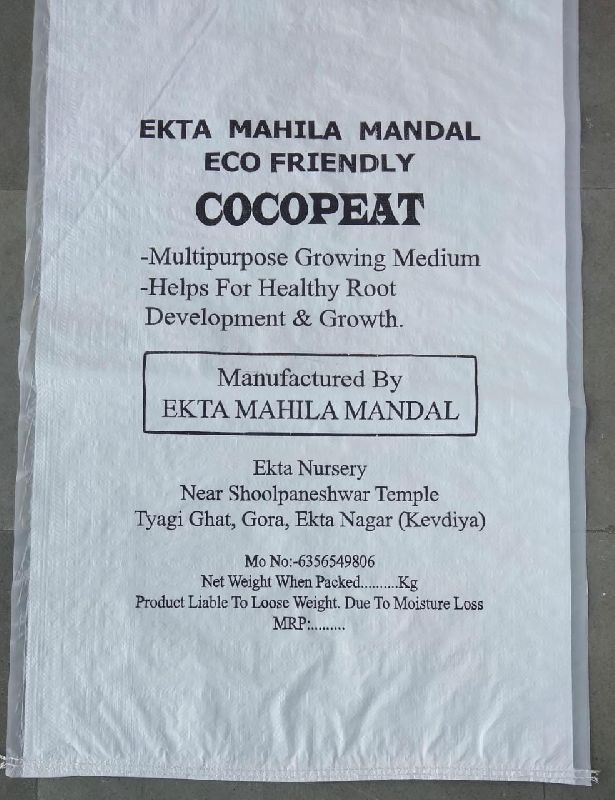 EKTA MAHILA MANDAL
ECO FRIENDLY
COCOPEAT
-Multipurpose Growing Medium
-Helps For Healthy Root
Development & Growth.
Manufactured By
EKTA MAHILA MANDAL
Ekta Nursery
Near Shoolpaneshwar Temple
Tyagi Ghat, Gora, Ekta Nagar (Kevdiya)
Mo No:-6356549806
Net Weight When Packed.........Kg
Product Liable To Loose Weight. Due To Moisture Loss
MRP:.........